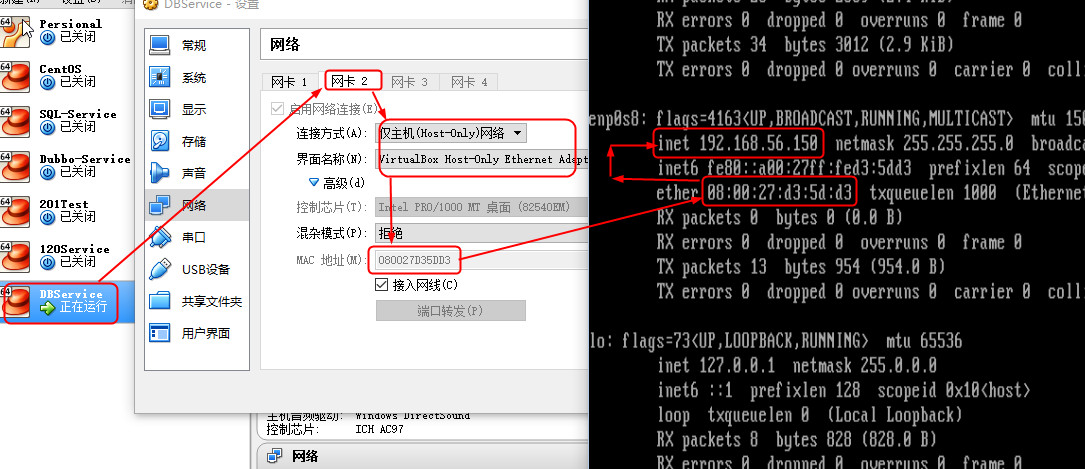 DBService - 设置
Personal
已关闭
CentOS
已关闭
SQL-Service
已关闭
Dubbo-Service
已关闭
201Test
已关闭
120Service
已关闭
DBService
正在运行
常规
系统
显示
存储
声音
网络
串口
USB设备
共享文件夹
用户界面
网络
网卡 1 网卡 2 网卡 3 网卡 4
启用网络连接(E)
连接方式(A): 仅主机(Host-Only)网络
界面名称(N): VirtualBox Host-Only Ethernet Adapt
高级(d)
控制芯片(T): Intel PRO/1000 MT 桌面 (82540EM)
混杂模式(P): 拒绝
MAC 地址(M): 080027D35DD3
接入网线(C)
端口转发(P)
主机音频驱动: Windows DirectSound
控制芯片: ICH AC97
网络
RX errors 0 dropped 0 overruns 0 frame 0
TX packets 34 bytes 3012 (2.9 KiB)
TX errors 0 dropped 0 overruns 0 carrier 0 coll
enp0s8: flags=4163<UP,BROADCAST,RUNNING,MULTICAST> mtu 150
inet 192.168.56.150 netmask 255.255.255.0 broadca
inet6 fe80::a00:27ff:fed3:5dd3 prefixlen 64 scope
ether 08:00:27:d3:5d:d3 txqueuelen 1000 (Etherne
RX packets 0 bytes 0 (0.0 B)
RX errors 0 dropped 0 overruns 0 frame 0
TX packets 13 bytes 954 (954.0 B)
TX errors 0 dropped 0 overruns 0 carrier 0 coll
lo: flags=73<UP,LOOPBACK,RUNNING> mtu 65536
inet 127.0.0.1 netmask 255.0.0.0
inet6 ::1 prefixlen 128 scopeid 0x10<host>
loop txqueuelen 0 (Local Loopback)
RX packets 8 bytes 828 (828.0 B)
RX errors 0 dropped 0 overruns 0 frame 0